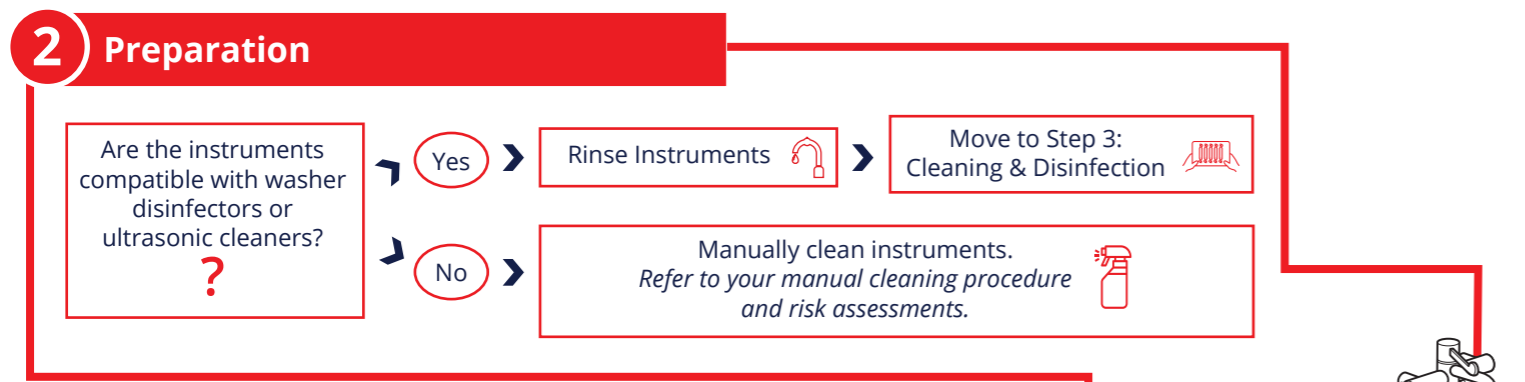 2 Preparation
Are the instruments
compatible with washer
disinfectors or
ultrasonic cleaners?
?
Yes
Rinse Instruments
Move to Step 3:
Cleaning & Disinfection
No
Manually clean instruments.
Refer to your manual cleaning procedure
and risk assessments.